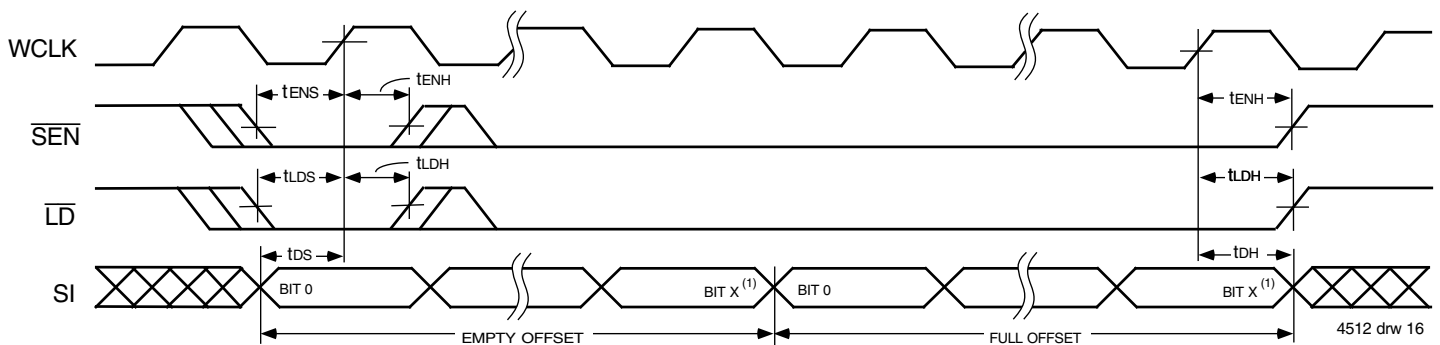 WCLK
tENS
tENH
tENH
SEN
tLDS
tLDH
tLDH
LD
tDS
tDH
SI
BIT 0
BIT X (1)
BIT 0
BIT X (1)
EMPTY OFFSET
FULL OFFSET
4512 drw 16